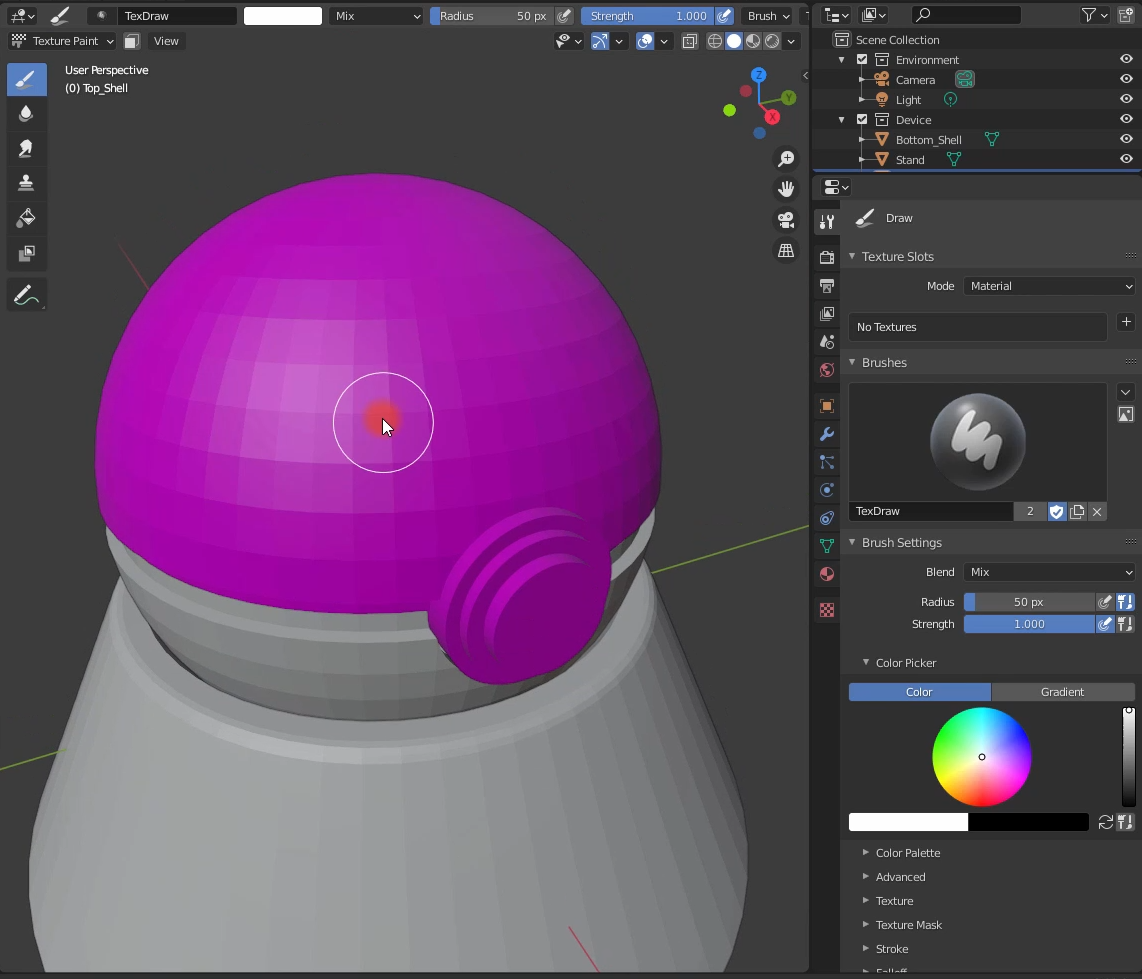 TexDraw
Mix
Radius 50 px
Strength 1.000
Brush
Texture Paint
View
User Perspective
(0) Top_Shell
Z
Y
X
Scene Collection
Environment
Camera
Light
Device
Bottom_Shell
Stand
Draw
Texture Slots
Mode Material
No Textures
Brushes
TexDraw 2
Brush Settings
Blend Mix
Radius 50 px
Strength 1.000
Color Picker
Color Gradient
Color Palette
Advanced
Texture
Texture Mask
Stroke
Falloff